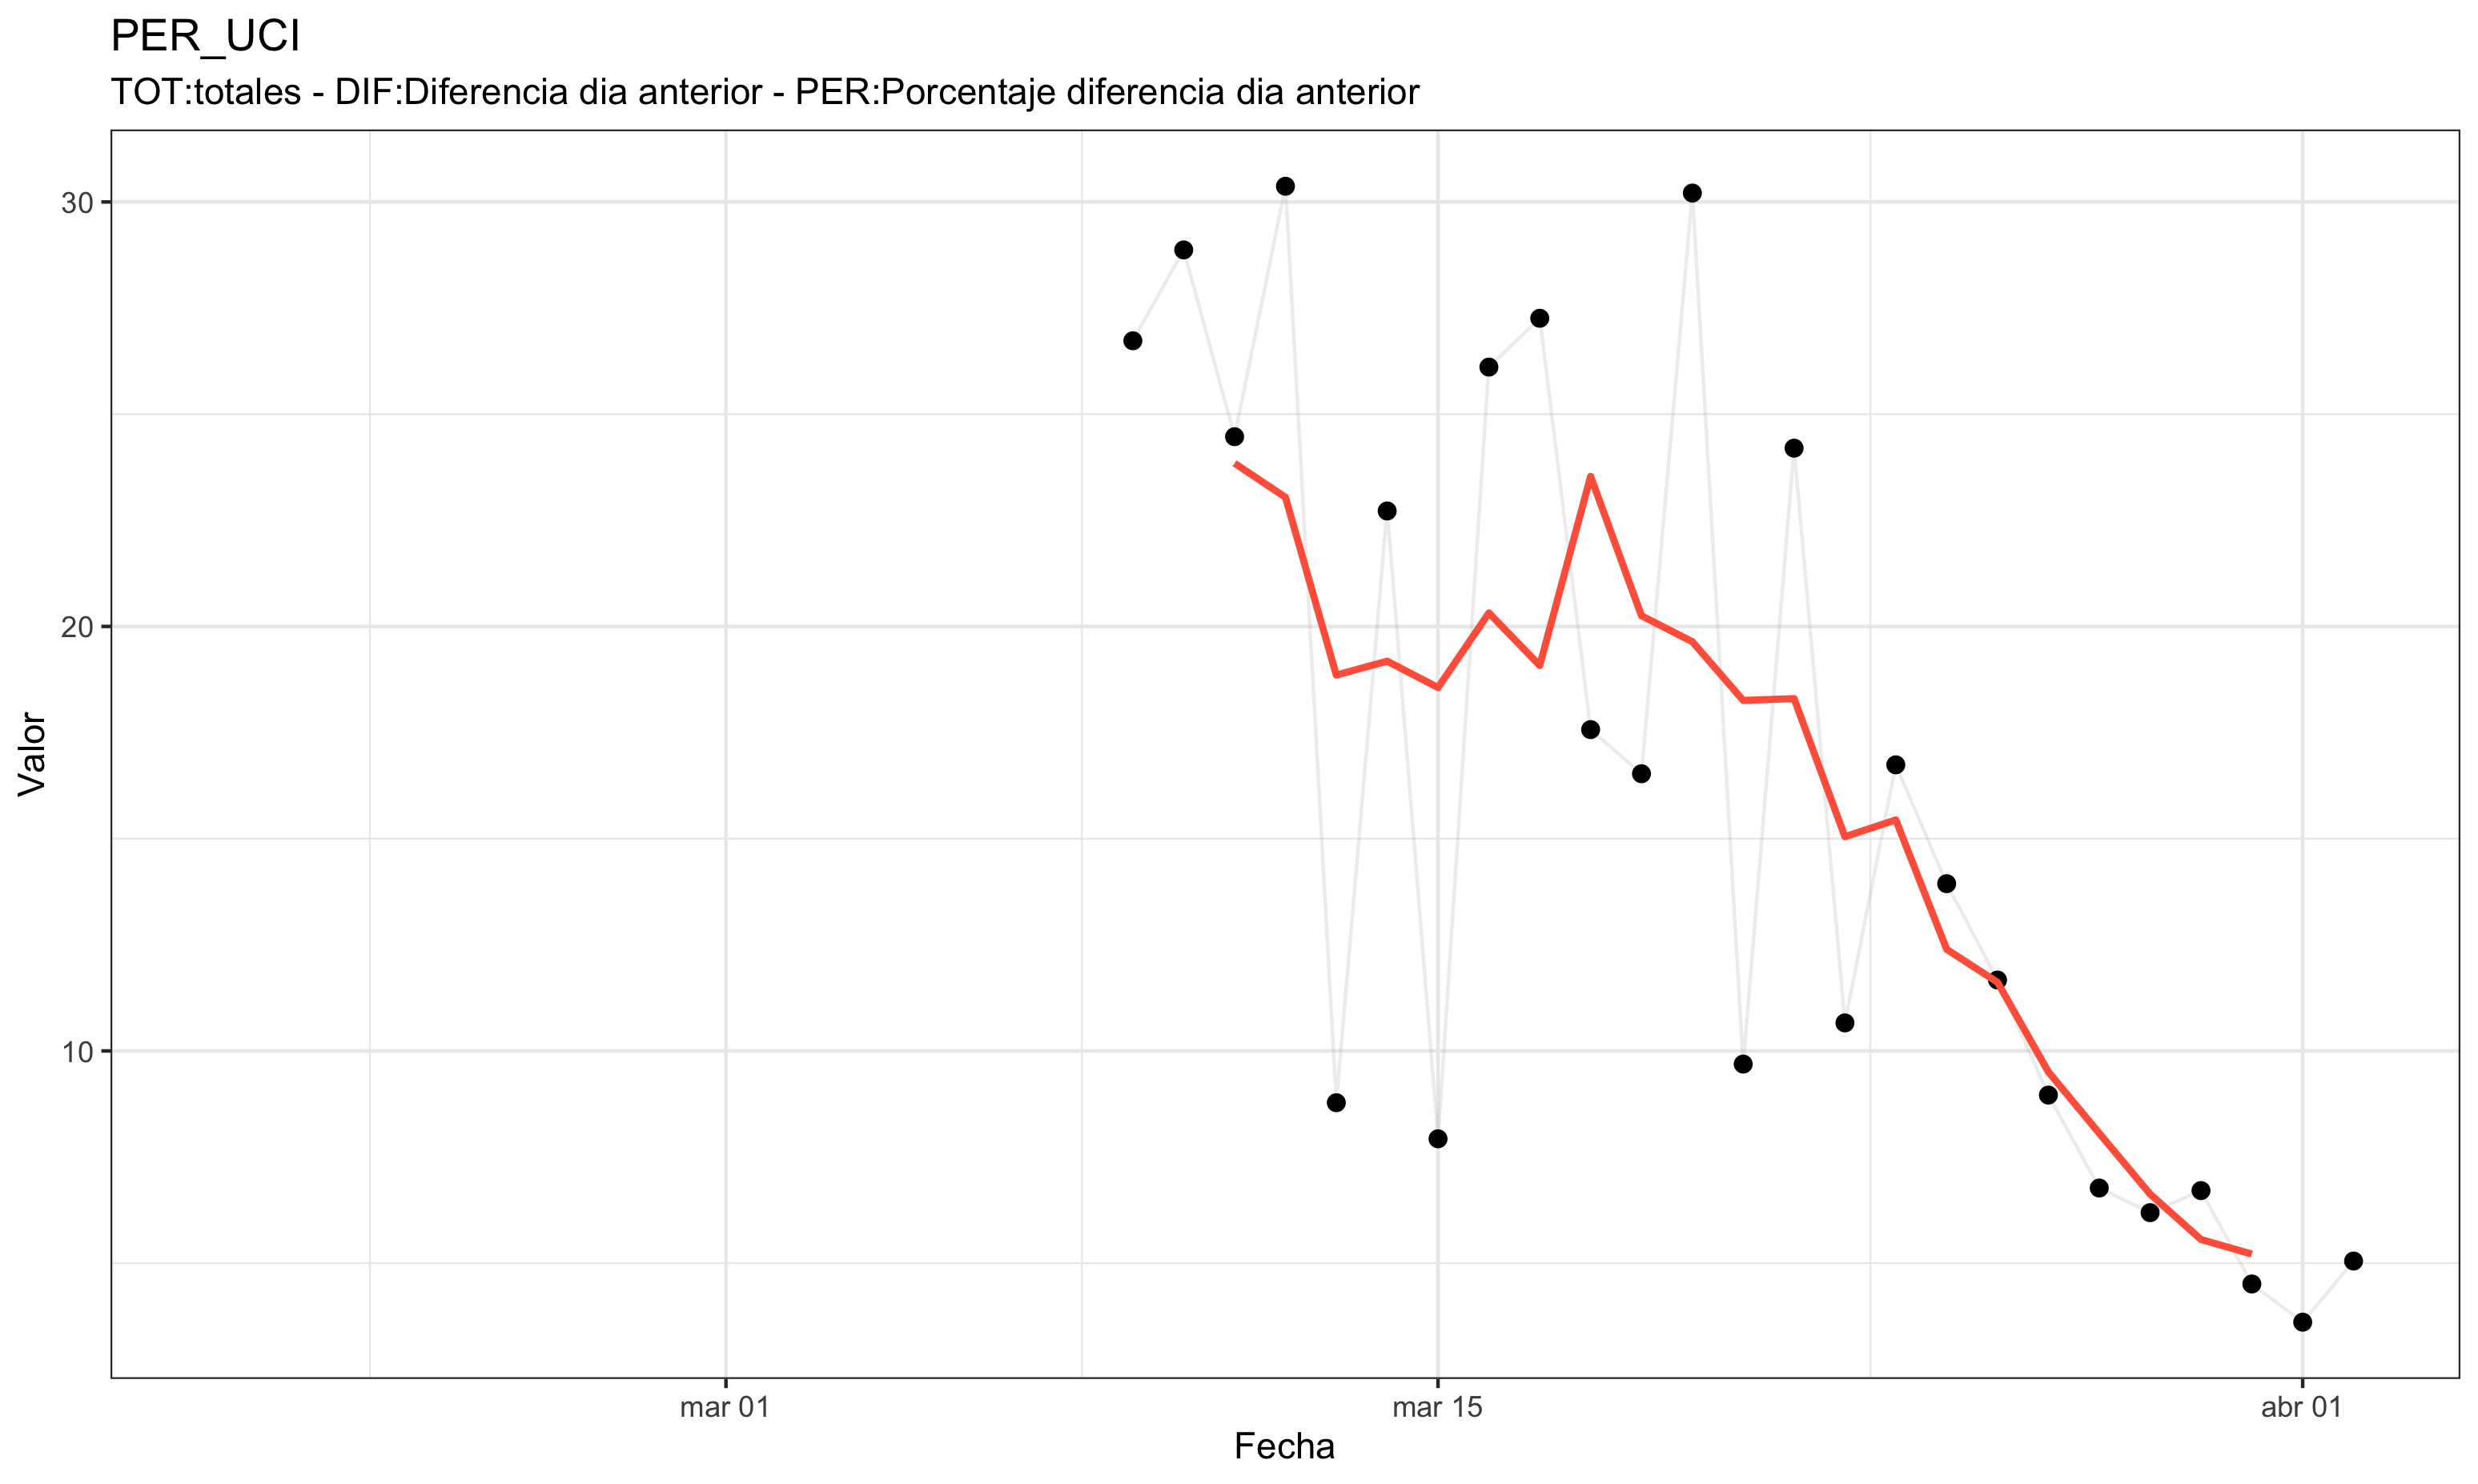 PER_UCI
TOT:totales - DIF:Diferencia dia anterior - PER:Porcentaje diferencia dia anterior
30
20
10
Valor
mar 01
mar 15
abr 01
Fecha